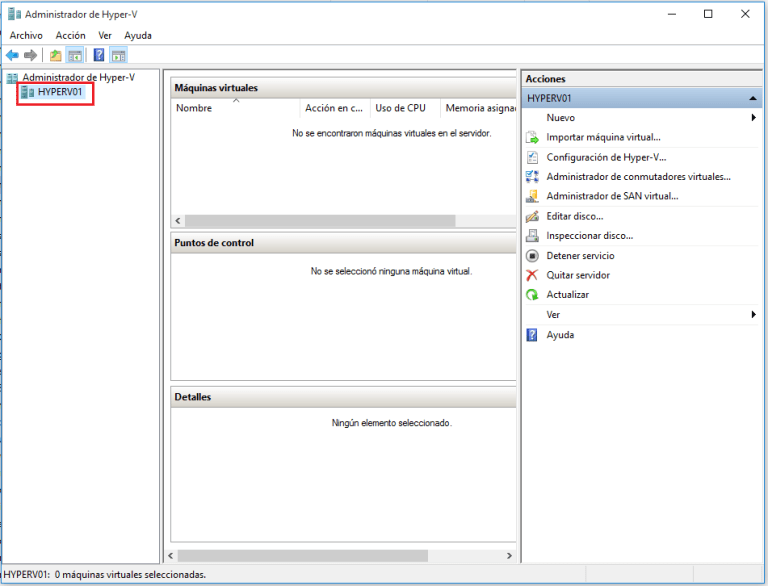 Administrador de Hyper-V
Archivo Acción Ver Ayuda
Administrador de Hyper-V
HYPERV01
Máquinas virtuales
Nombre Acción en c... Uso de CPU Memoria asigna
No se encontraron máquinas virtuales en el servidor.
Puntos de control
No se seleccionó ninguna máquina virtual.
Detalles
Ningún elemento seleccionado.
Acciones
HYPERV01
Nuevo
Importar máquina virtual...
Configuración de Hyper-V...
Administrador de conmutadores virtuales...
Administrador de SAN virtual...
Editar disco...
Inspeccionar disco...
Detener servicio
Quitar servidor
Actualizar
Ver
Ayuda
HYPERV01: 0 máquinas virtuales seleccionadas.